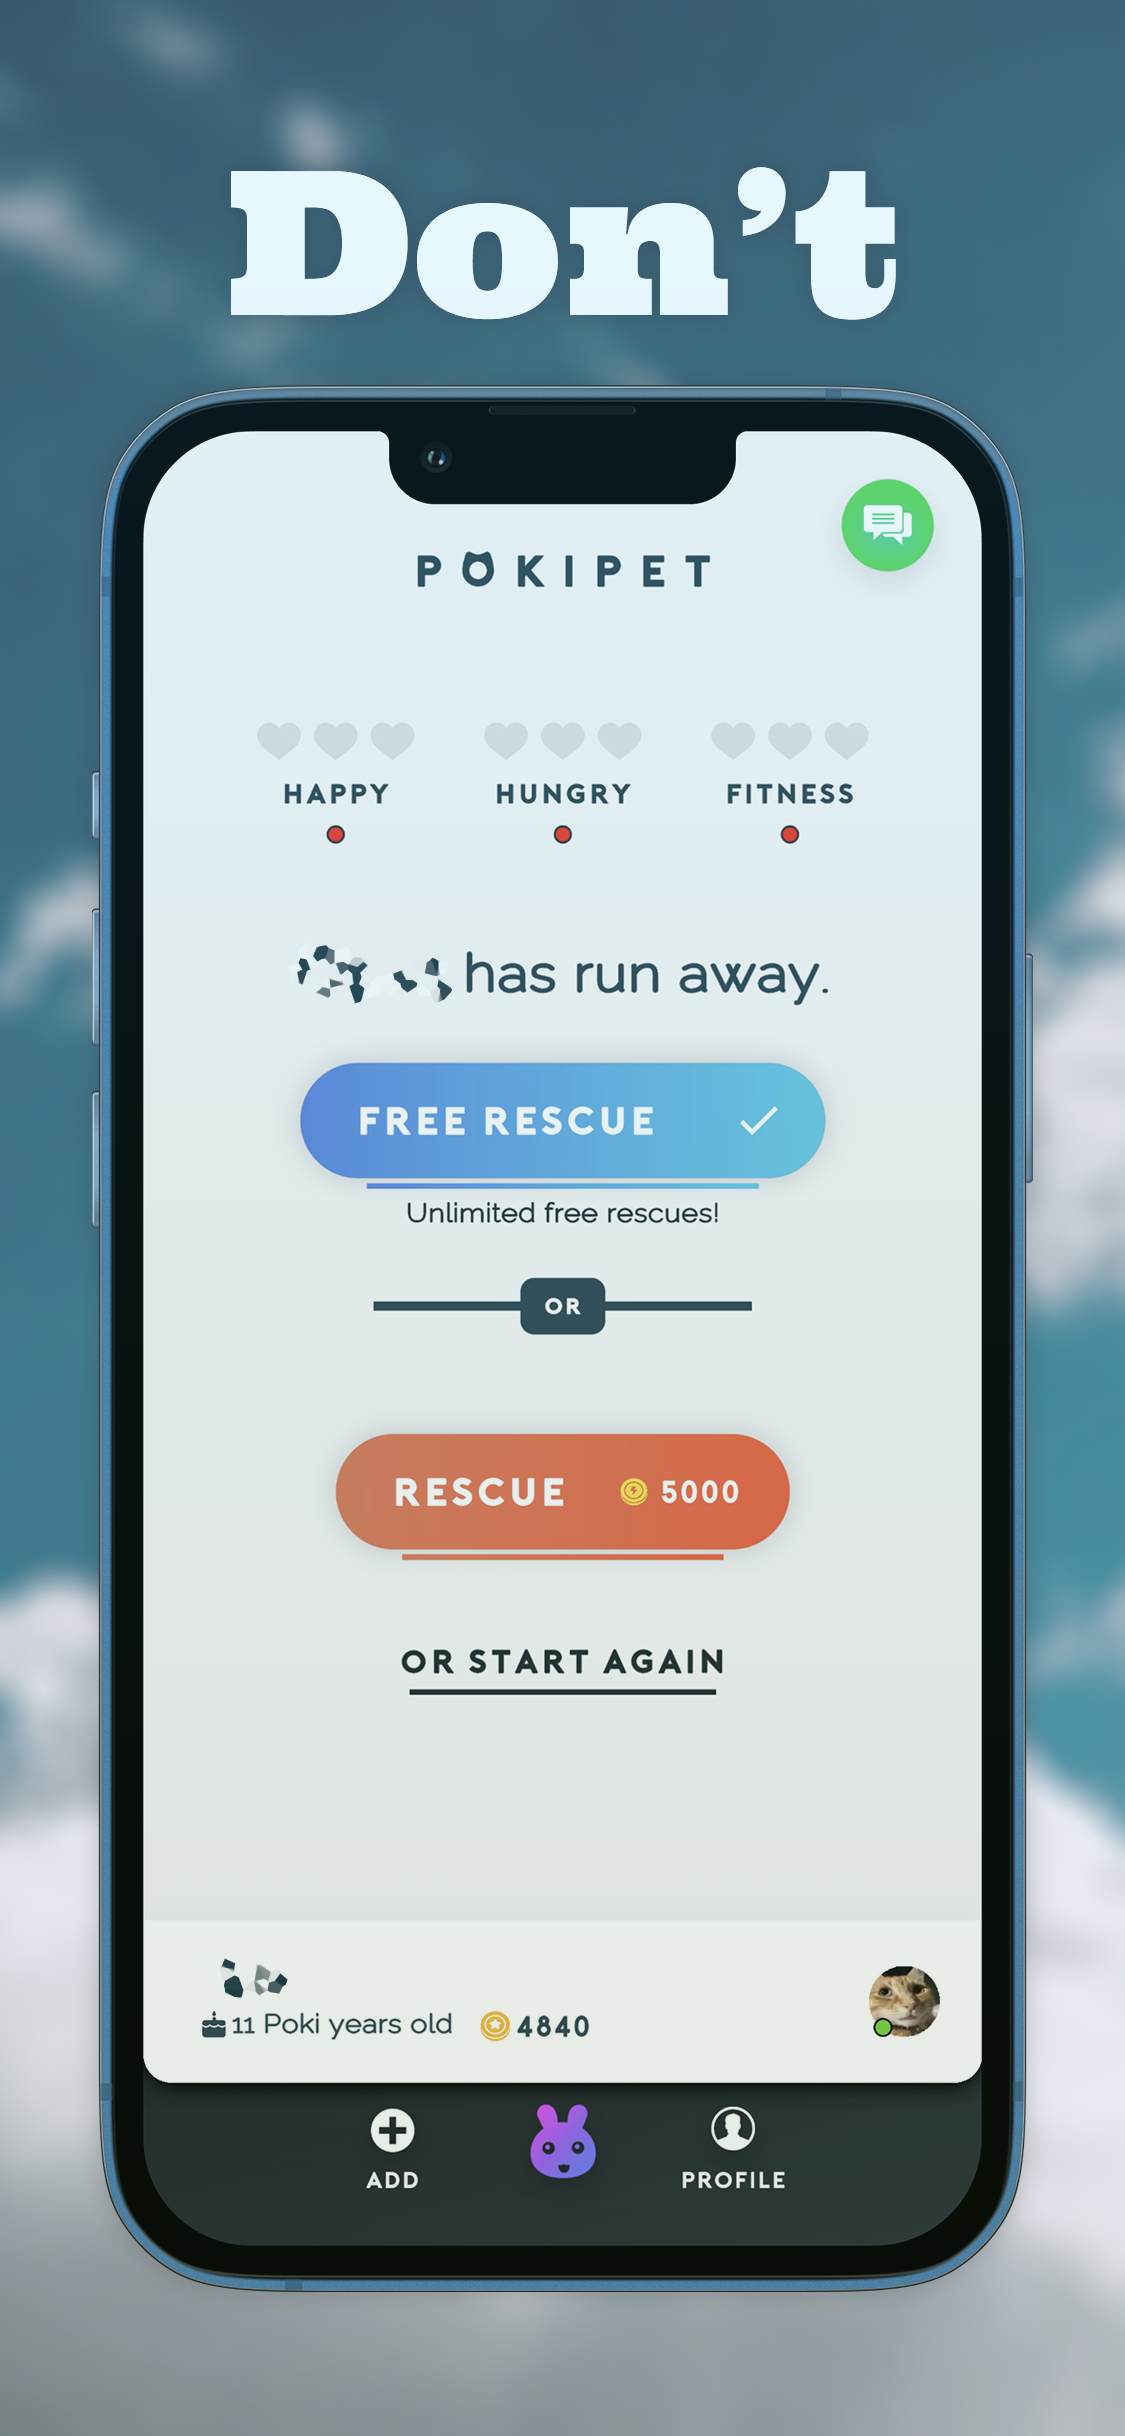 Don't
POKIPET
HAPPY HUNGRY FITNESS
has run away.
FREE RESCUE
Unlimited free rescues!
OR
RESCUE 5000
OR START AGAIN
11 Poki years old 4840
ADD PROFILE